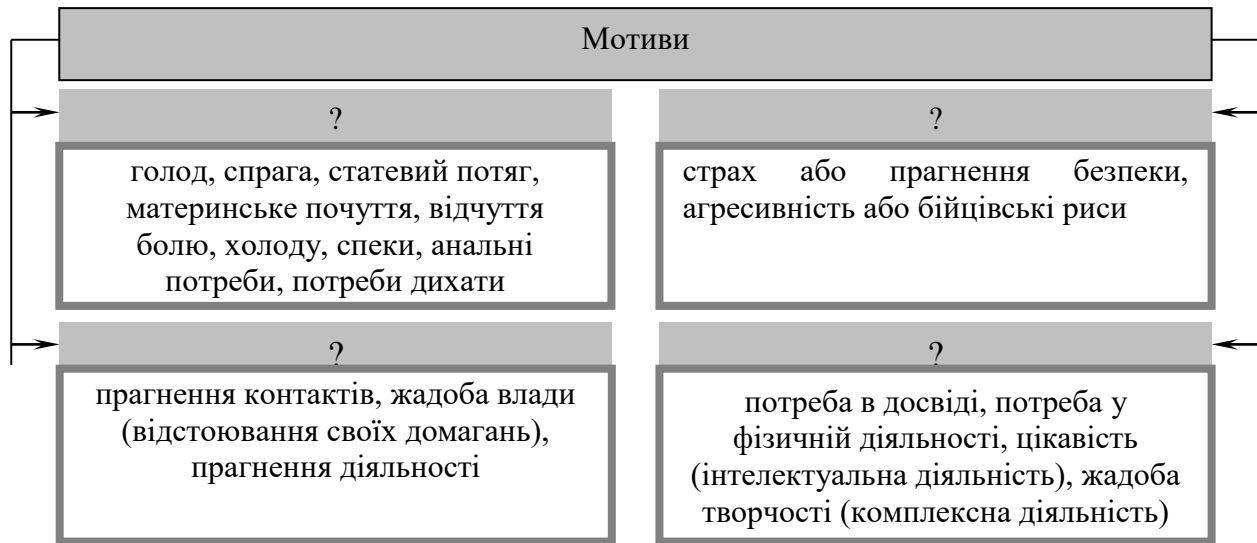 Мотиви
?
голод, спрага, статевий потяг,
материнське почуття, відчуття
болю, холоду, спеки, анальні
потреби, потреби дихати
?
страх або прагнення безпеки,
агресивність або бійцівські риси
?
прагнення контактів, жадоба влади
(відстоювання своїх домагань),
прагнення діяльності
?
потреба в досвіді, потреба у
фізичній діяльності, цікавість
(інтелектуальна діяльність), жадоба
творчості (комплексна діяльність)